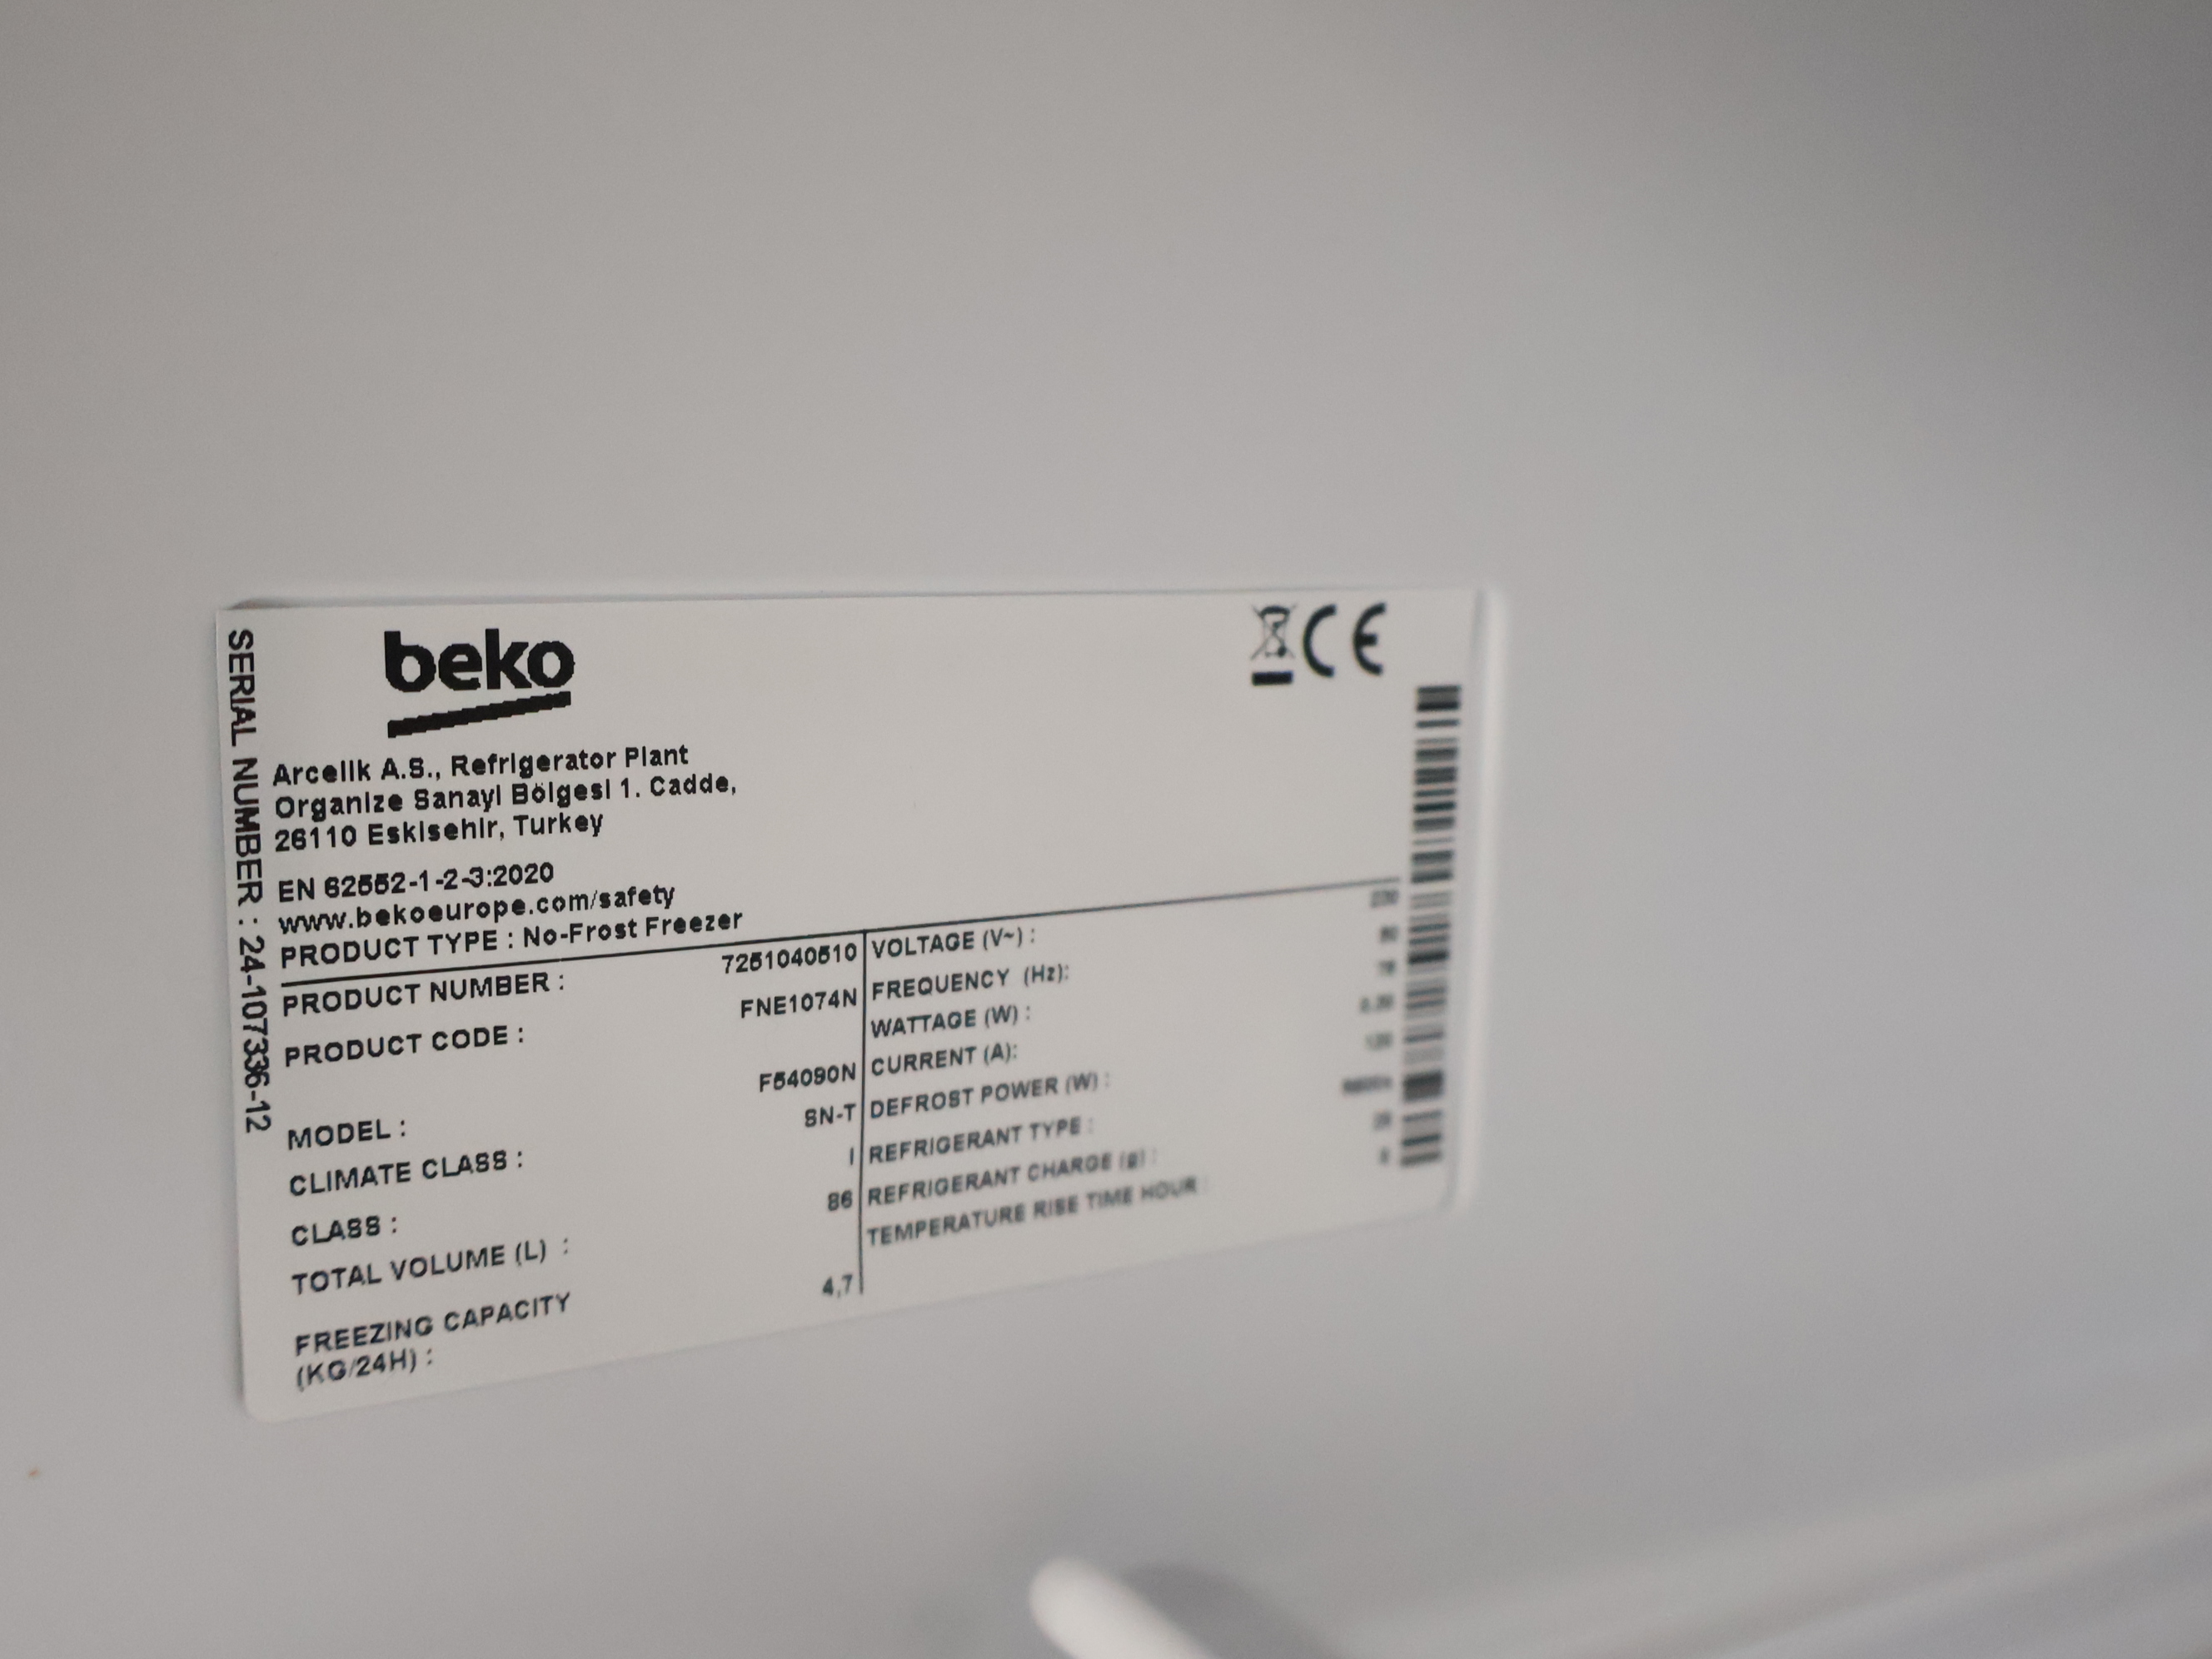 beko
CE
SERIAL NUMBER : 24-107336-12
Arcelik A.S., Refrigerator Plant
Organize Sanayi Bölgesi 1. Cadde,
26110 Eskisehir, Turkey
EN 62552-1-2-3:2020
www.bekoeurope.com/safety
PRODUCT TYPE : No-Frost Freezer
PRODUCT NUMBER : 7251040510
PRODUCT CODE : FNE1074N
MODEL : F54090N
CLIMATE CLASS : SN-T
CLASS : I
TOTAL VOLUME (L) : 86
FREEZING CAPACITY
(KG/24H) : 4,7
VOLTAGE (V~) :
FREQUENCY (Hz):
WATTAGE (W) :
CURRENT (A):
DEFROST POWER (W) :
REFRIGERANT TYPE :
REFRIGERANT CHARGE (g) :
TEMPERATURE RISE TIME HOUR :